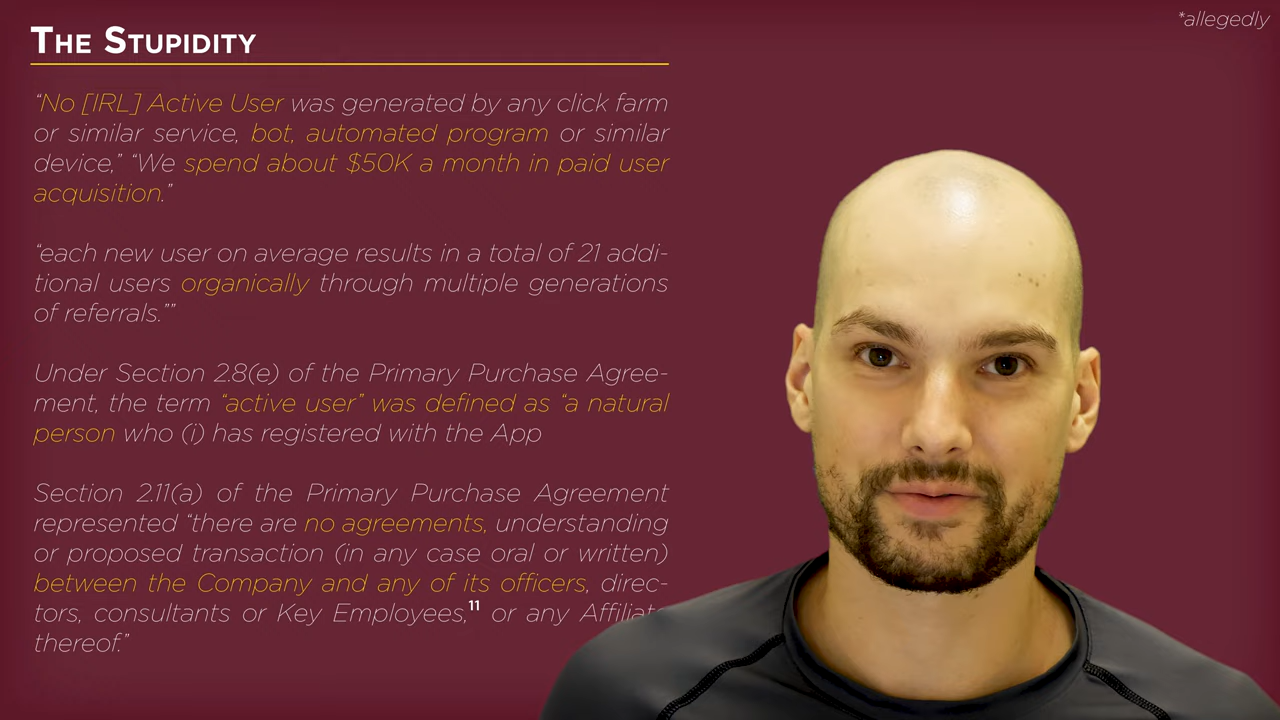 *allegedly
The Stupidity
“No [IRL] Active User was generated by any click farm
or similar service, bot, automated program or similar
device,” “We spend about $50K a month in paid user
acquisition.”
“each new user on average results in a total of 21 addi-
tional users organically through multiple generations
of referrals.””
Under Section 2.8(e) of the Primary Purchase Agree-
ment, the term “active user” was defined as “a natural
person who (i) has registered with the App
Section 2.11(a) of the Primary Purchase Agreement
represented “there are no agreements, understanding
or proposed transaction (in any case oral or written)
between the Company and any of its officers, direc-
tors, consultants or Key Employees,11 or any Affiliate
thereof.”